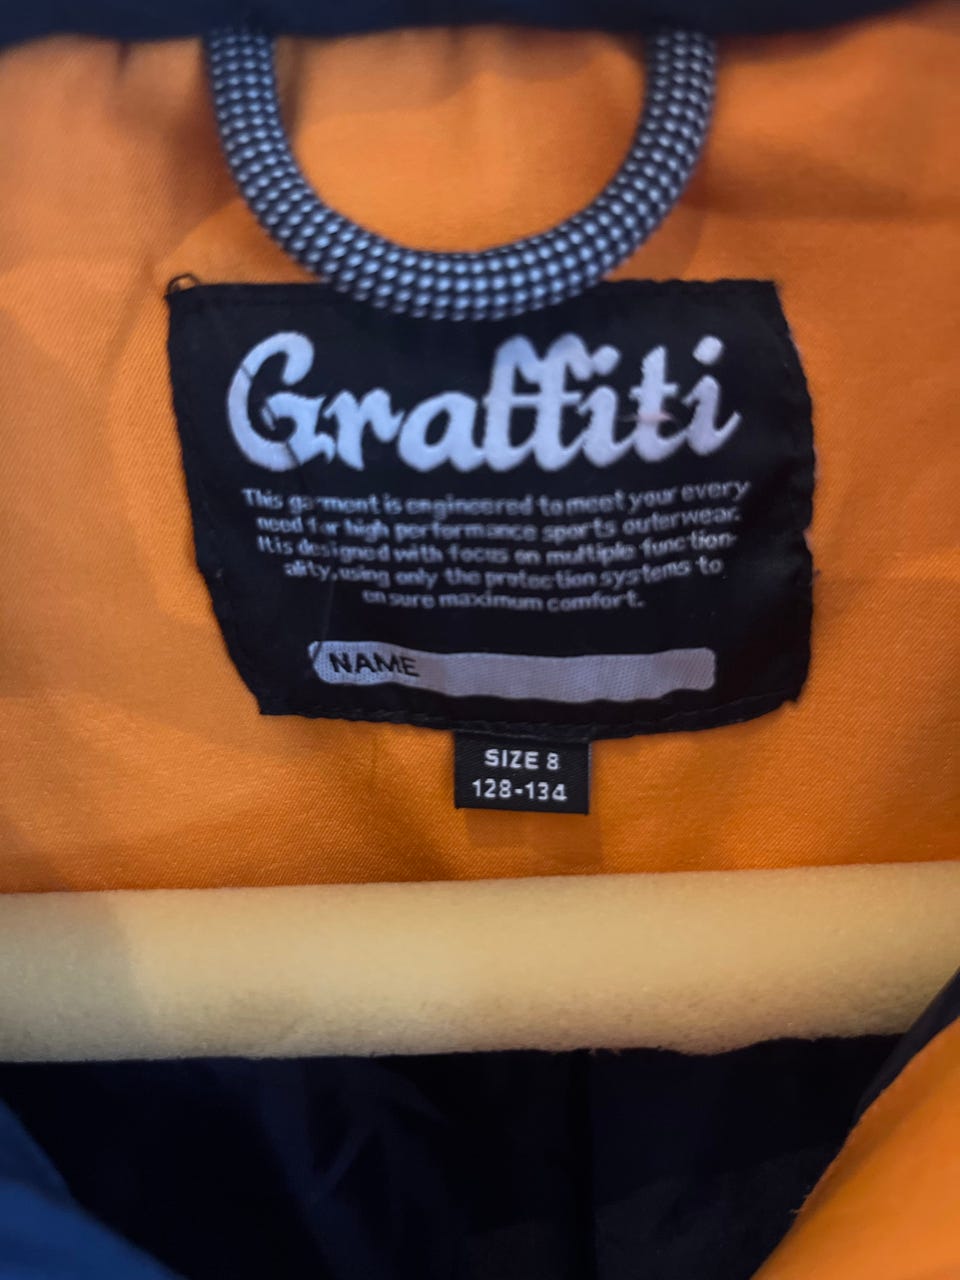 Graffiti
This garment is engineered to meet your every
need for high performance sports outerwear.
It is designed with focus on multiple function-
ality, using only the protection systems to
ensure maximum comfort.
NAME
SIZE 8
128-134